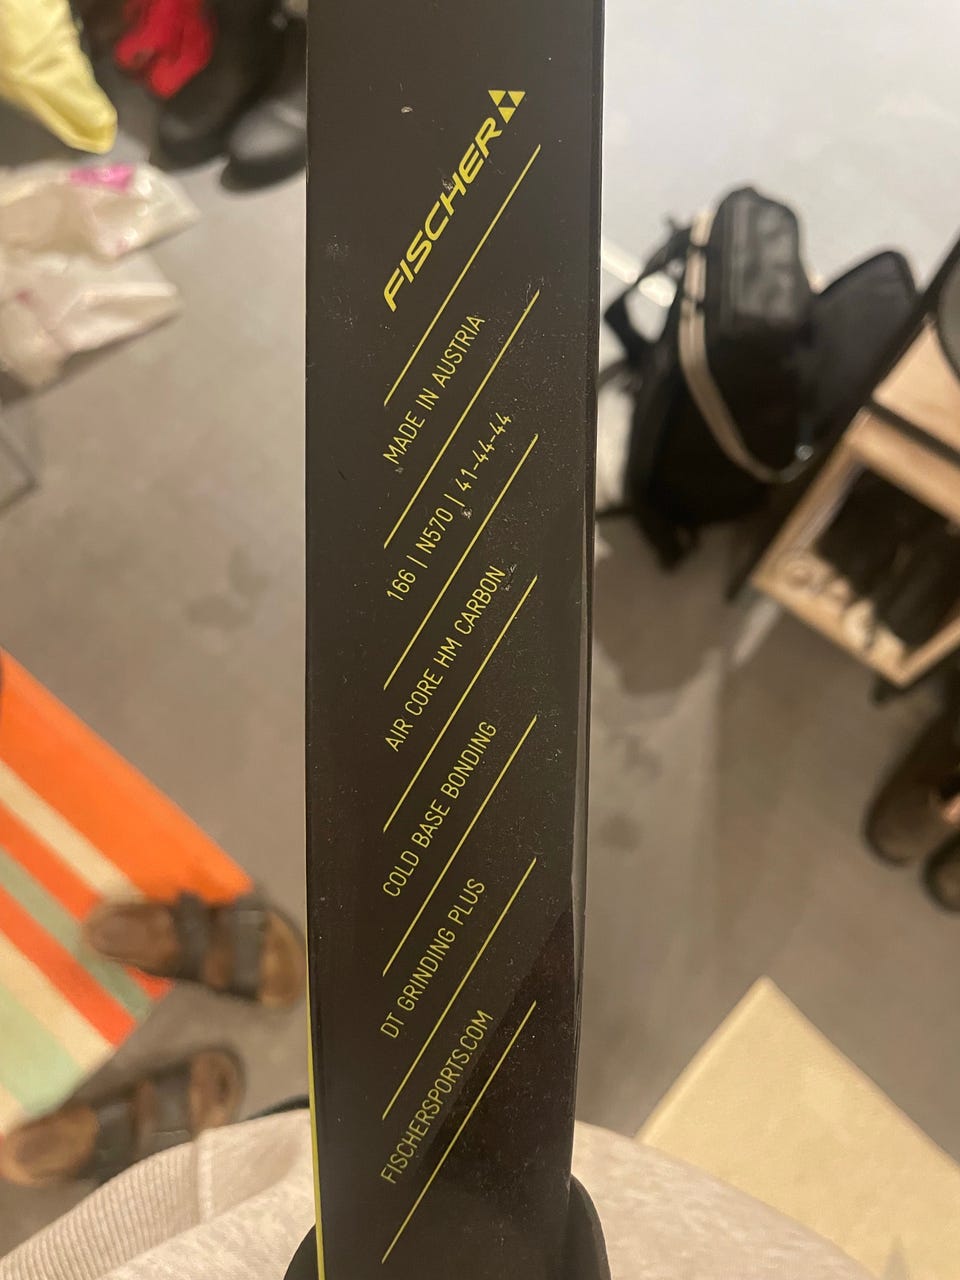 FISCHER
MADE IN AUSTRIA
166 | N570 | 41-44-44
AIR CORE HM CARBON
COLD BASE BONDING
DT GRINDING PLUS
FISCHERSPORTS.COM